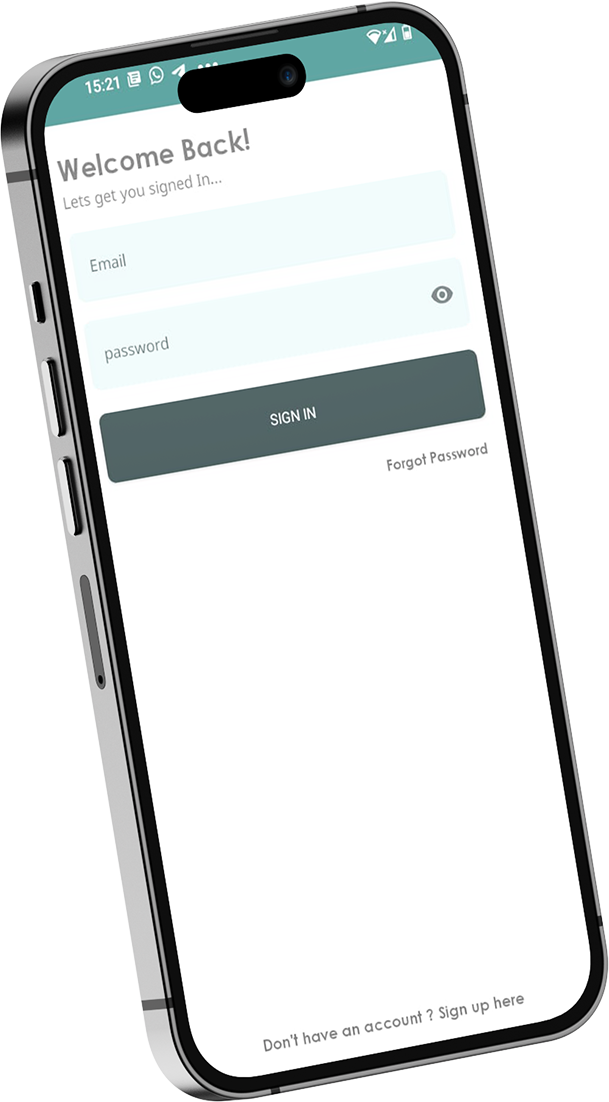 15:21
Welcome Back!
Lets get you signed In...
Email
password
SIGN IN
Forgot Password
Don't have an account ? Sign up here